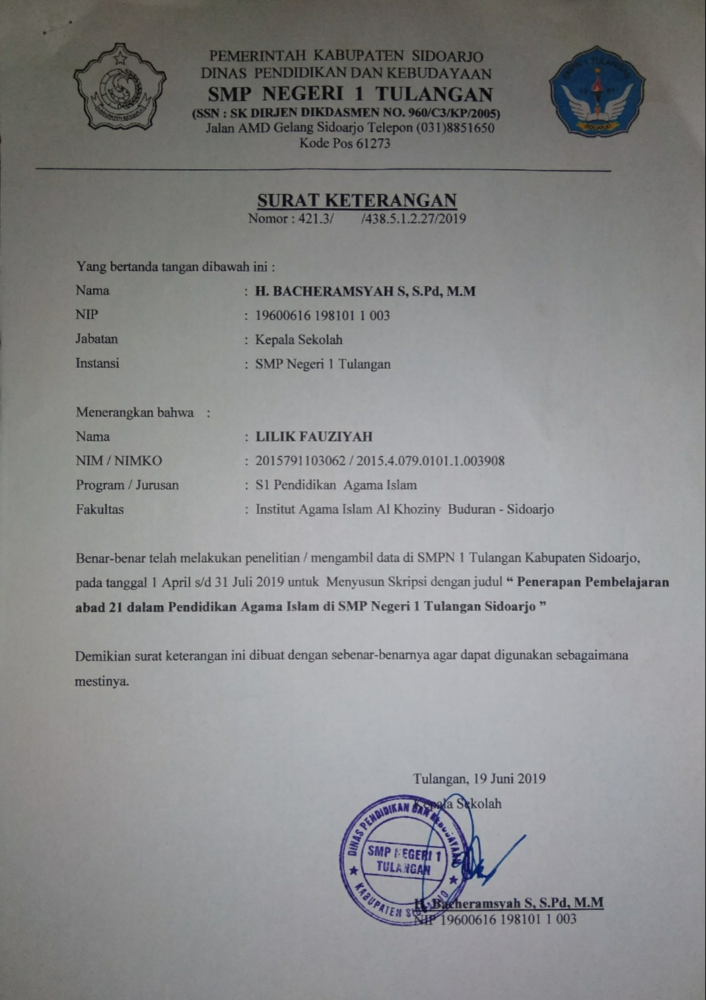 PEMERINTAH KABUPATEN SIDOARJO
DINAS PENDIDIKAN DAN KEBUDAYAAN
SMP NEGERI 1 TULANGAN
(SSN : SK DIRJEN DIKDASMEN NO. 960/C3/KP/2005)
Jalan AMD Gelang Sidoarjo Telepon (031)8851650
Kode Pos 61273
KABUPATEN SIDOARJO
SMPN 1 TULANGAN
19 81
SIDOARJO
SURAT KETERANGAN
Nomor : 421.3/ /438.5.1.2.27/2019
Yang bertanda tangan dibawah ini :
Nama : H. BACHERAMSYAH S, S.Pd, M.M
NIP : 19600616 198101 1 003
Jabatan : Kepala Sekolah
Instansi : SMP Negeri 1 Tulangan
Menerangkan bahwa :
Nama : LILIK FAUZIYAH
NIM / NIMKO : 2015791103062 / 2015.4.079.0101.1.003908
Program / Jurusan : S1 Pendidikan Agama Islam
Fakultas : Institut Agama Islam Al Khoziny Buduran - Sidoarjo
Benar-benar telah melakukan penelitian / mengambil data di SMPN 1 Tulangan Kabupaten Sidoarjo,
pada tanggal 1 April s/d 31 Juli 2019 untuk Menyusun Skripsi dengan judul “ Penerapan Pembelajaran
abad 21 dalam Pendidikan Agama Islam di SMP Negeri 1 Tulangan Sidoarjo ”
Demikian surat keterangan ini dibuat dengan sebenar-benarnya agar dapat digunakan sebagaimana
mestinya.
Tulangan, 19 Juni 2019
Kepala Sekolah
DINAS PENDIDIKAN DAN KEBUDAYAAN
SMP NEGERI 1
TULANGAN
KABUPATEN SIDOARJO
H. Bacheramsyah S, S.Pd, M.M
NIP 19600616 198101 1 003